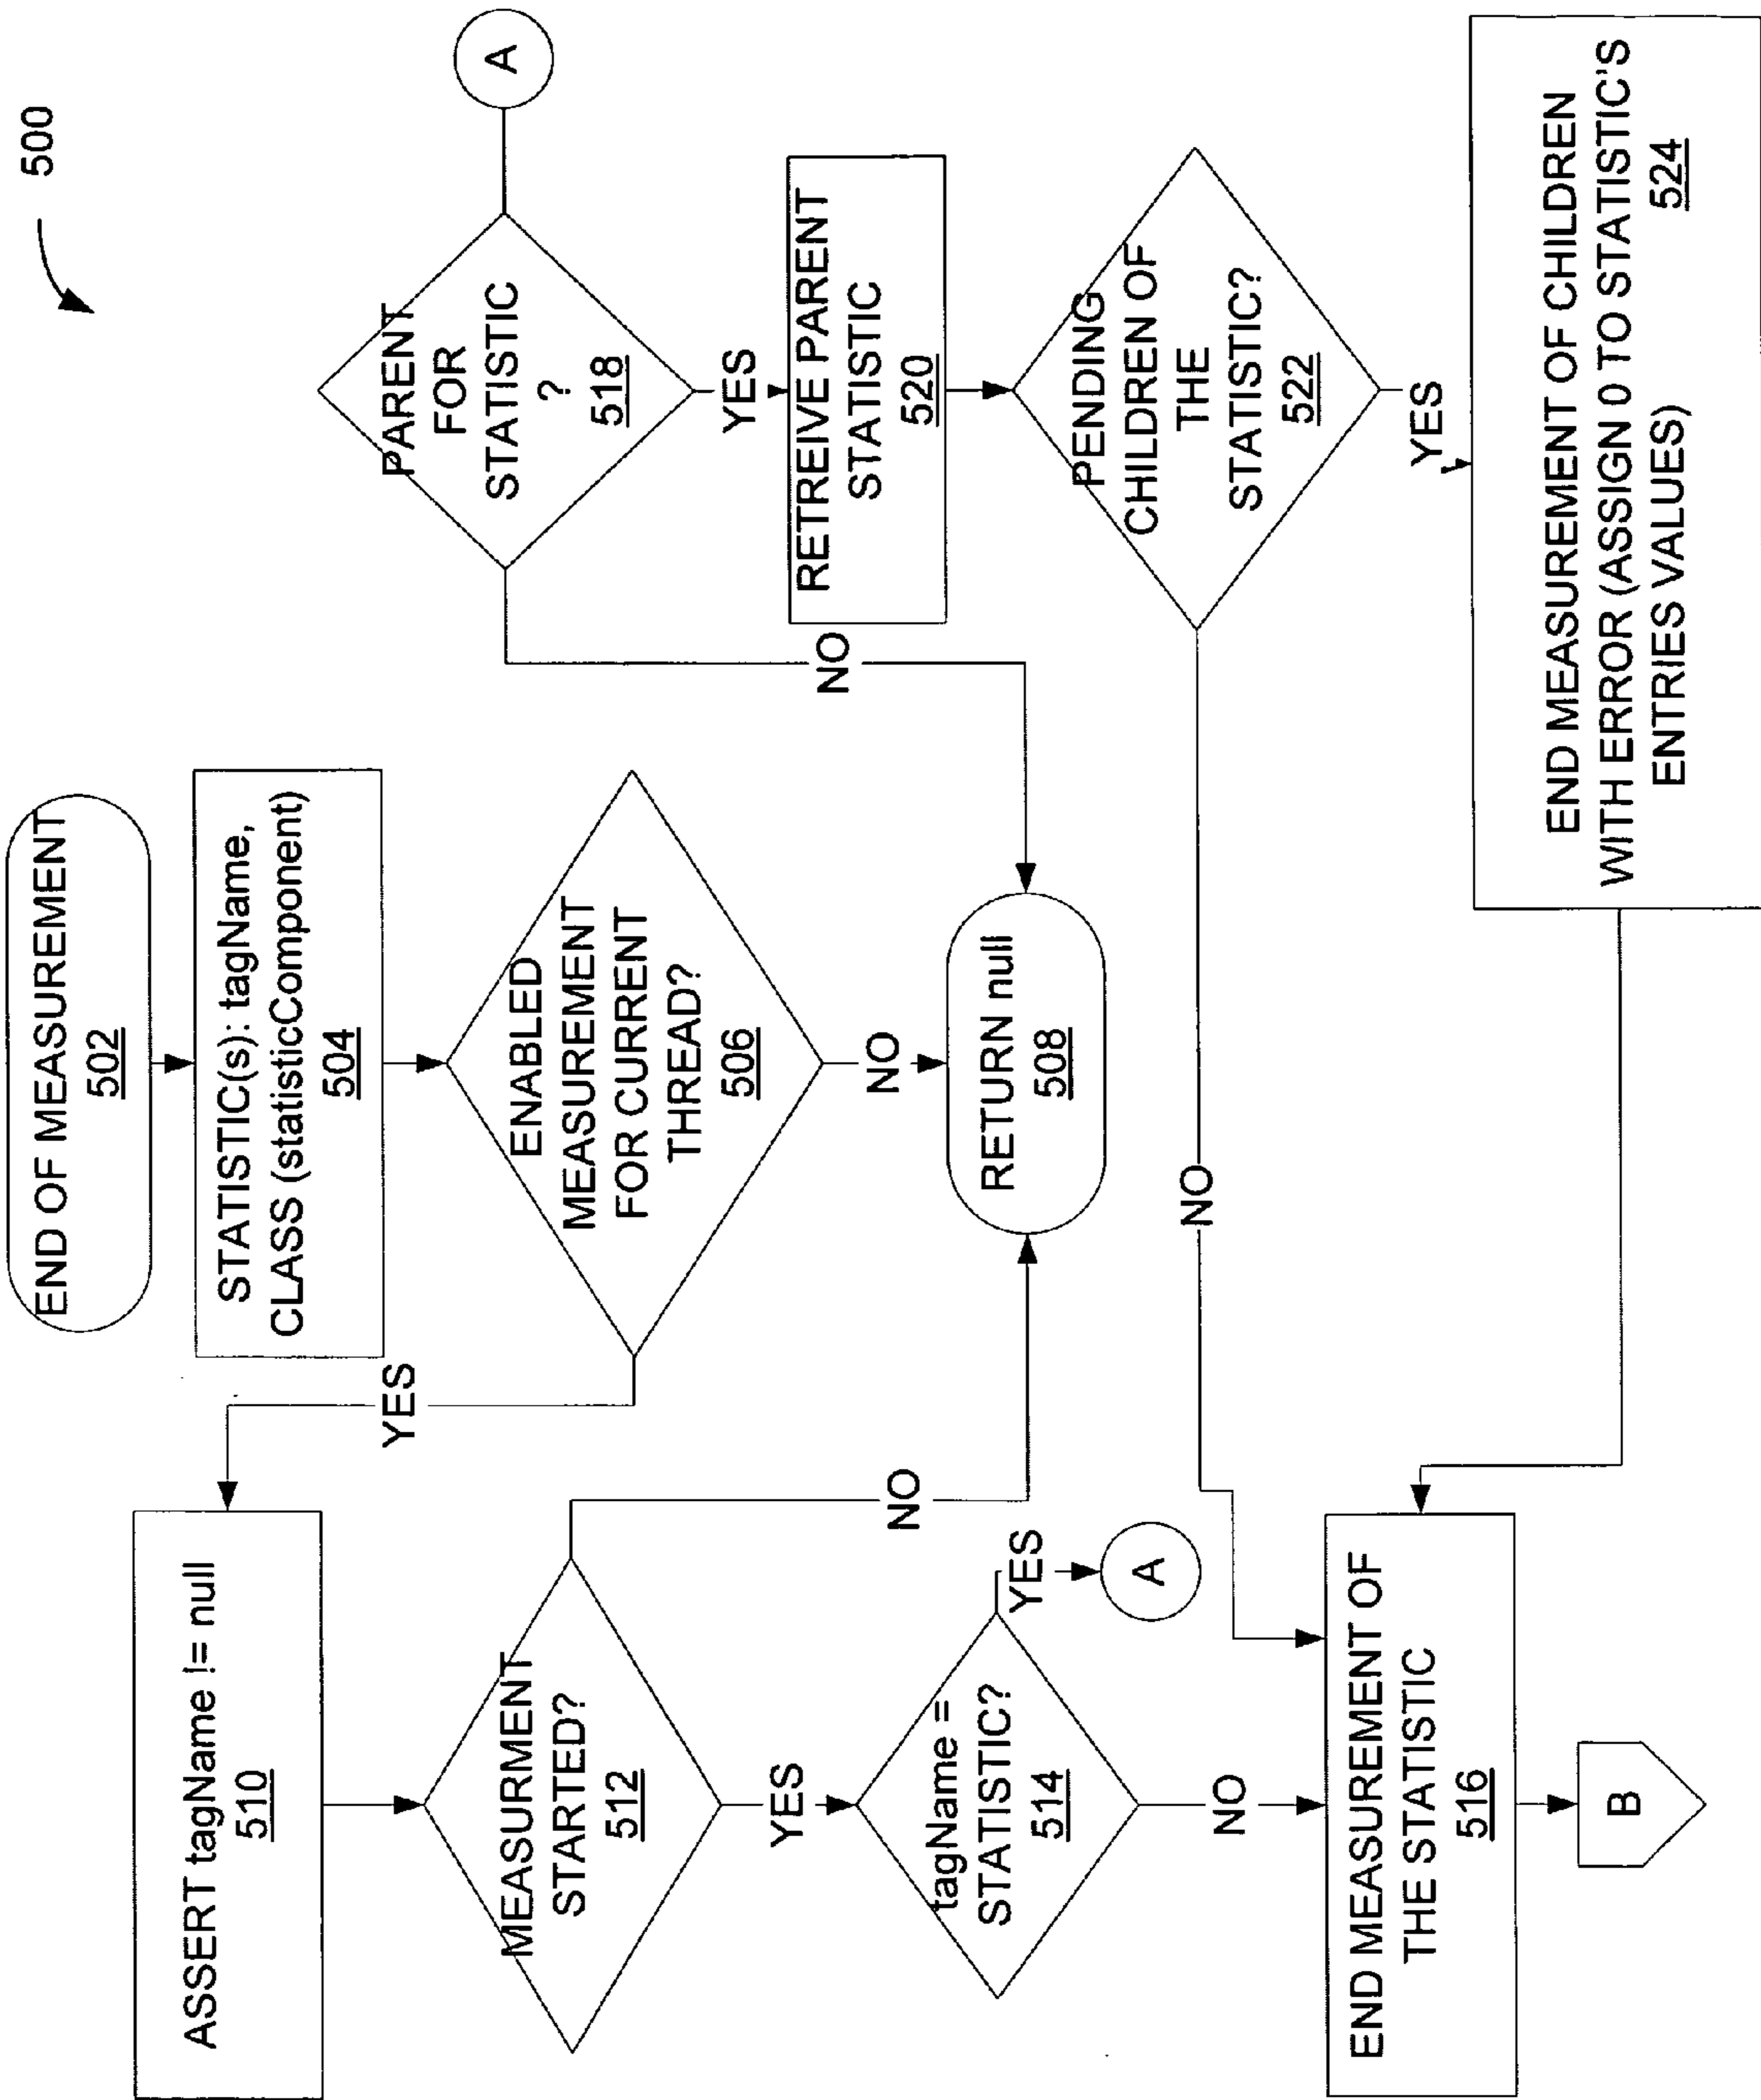 500
END OF MEASUREMENT
502
STATISTIC(s): tagName,
CLASS (statisticComponent)
504
ENABLED
MEASUREMENT
FOR CURRENT
THREAD?
506
YES
NO
RETURN null
508
ASSERT tagName != null
510
MEASURMENT
STARTED?
512
NO
YES
tagName =
STATISTIC?
514
YES
A
NO
END MEASUREMENT OF
THE STATISTIC
516
B
A
PARENT
FOR
STATISTIC
?
518
NO
YES
RETREIVE PARENT
STATISTIC
520
PENDING
CHILDREN OF
THE
STATISTIC?
522
NO
YES
END MEASUREMENT OF CHILDREN
WITH ERROR (ASSIGN 0 TO STATISTIC'S
ENTRIES VALUES)
524